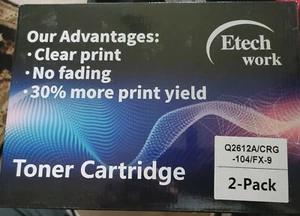 Our Advantages:
·Clear print
·No fading
·30% more print yield
Etech
work
Toner Cartridge
Q2612A/CRG
-104/FX-9
2-Pack